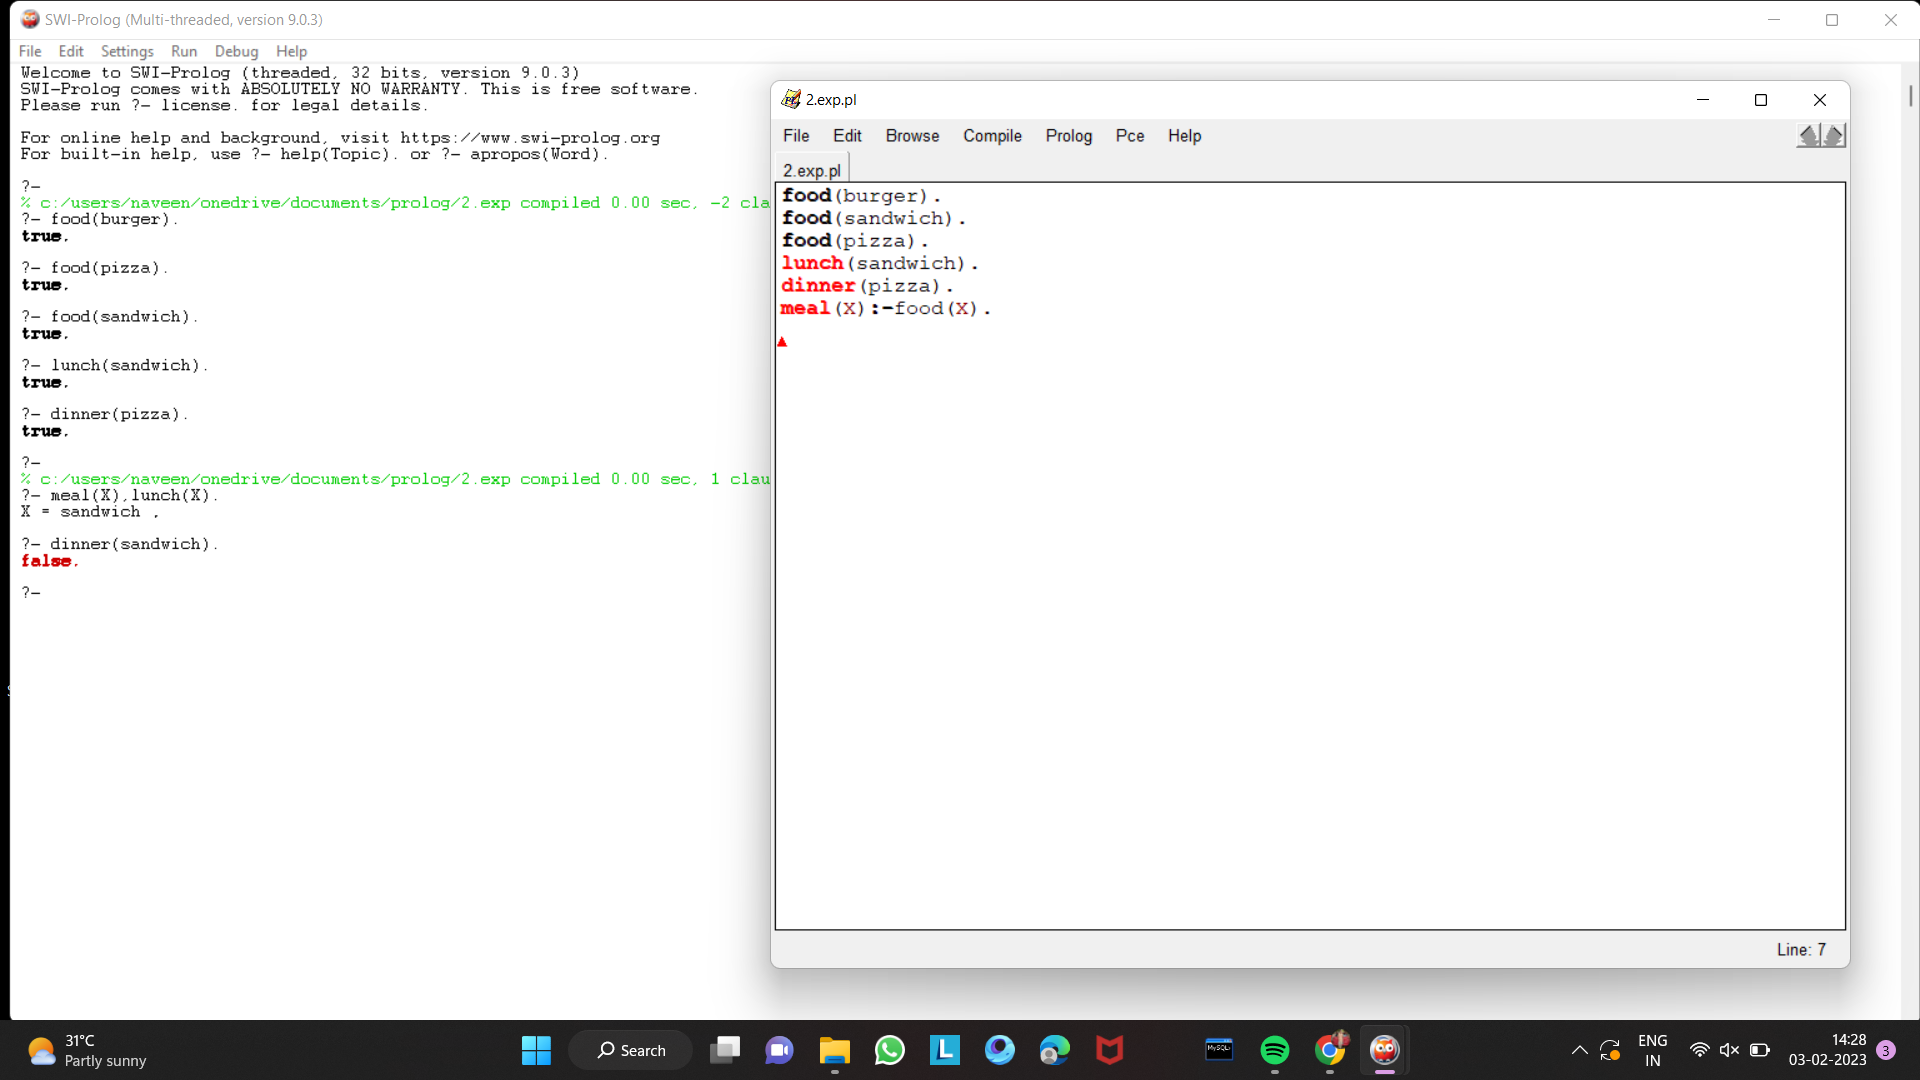 SWI-Prolog (Multi-threaded, version 9.0.3)
File Edit Settings Run Debug Help
Welcome to SWI-Prolog (threaded, 32 bits, version 9.0.3)
SWI-Prolog comes with ABSOLUTELY NO WARRANTY. This is free software.
Please run ?- license. for legal details.
For online help and background, visit https://www.swi-prolog.org
For built-in help, use ?- help(Topic). or ?- apropos(Word).
?-
% c:/users/naveen/onedrive/documents/prolog/2.exp compiled 0.00 sec, -2 cla
?- food(burger).
true.
?- food(pizza).
true.
?- food(sandwich).
true.
?- lunch(sandwich).
true.
?- dinner(pizza).
true.
?-
% c:/users/naveen/onedrive/documents/prolog/2.exp compiled 0.00 sec, 1 clau
?- meal(X),lunch(X).
X = sandwich .
?- dinner(sandwich).
false.
?-
2.exp.pl
File Edit Browse Compile Prolog Pce Help
2.exp.pl
food(burger).
food(sandwich).
food(pizza).
lunch(sandwich).
dinner(pizza).
meal(X):-food(X).
Line: 7
31°C
Partly sunny
Search
L
MySQL
ENG
IN
14:28
03-02-2023
3